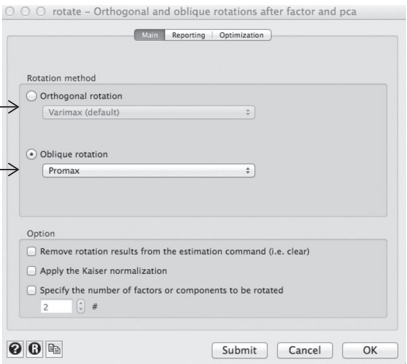 rotate – Orthogonal and oblique rotations after factor and pca
Main Reporting Optimization
Rotation method
Orthogonal rotation
Varimax (default)
Oblique rotation
Promax
Option
Remove rotation results from the estimation command (i.e. clear)
Apply the Kaiser normalization
Specify the number of factors or components to be rotated
2 #
? R Submit Cancel OK